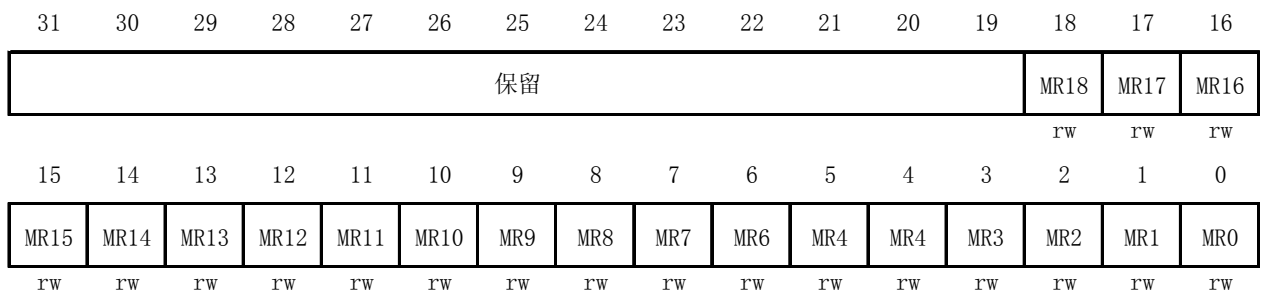 31 30 29 28 27 26 25 24 23 22 21 20 19 18 17 16
保留 MR18 MR17 MR16
rw rw rw
15 14 13 12 11 10 9 8 7 6 5 4 3 2 1 0
MR15 MR14 MR13 MR12 MR11 MR10 MR9 MR8 MR7 MR6 MR4 MR4 MR3 MR2 MR1 MR0
rw rw rw rw rw rw rw rw rw rw rw rw rw rw rw rw